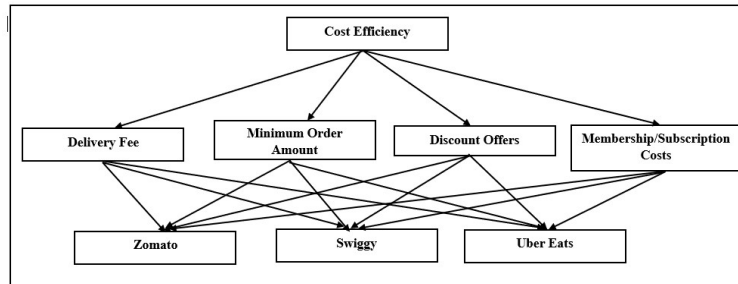 Cost Efficiency
Delivery Fee
Minimum Order
Amount
Discount Offers
Membership/Subscription
Costs
Zomato
Swiggy
Uber Eats